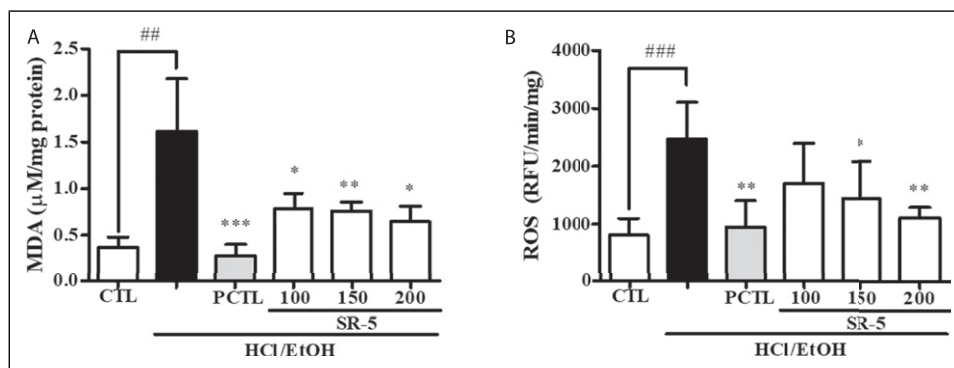 A
##
2.5
2.0
1.5
1.0
0.5
0.0
MDA (µM/mg protein)
***
*
**
*
CTL
PCTL
100
150
200
SR-5
HCl/EtOH
B
###
4000
3000
2000
1000
0
ROS (RFU/min/mg)
**
*
**
CTL
PCTL
100
150
200
SR-5
HCl/EtOH